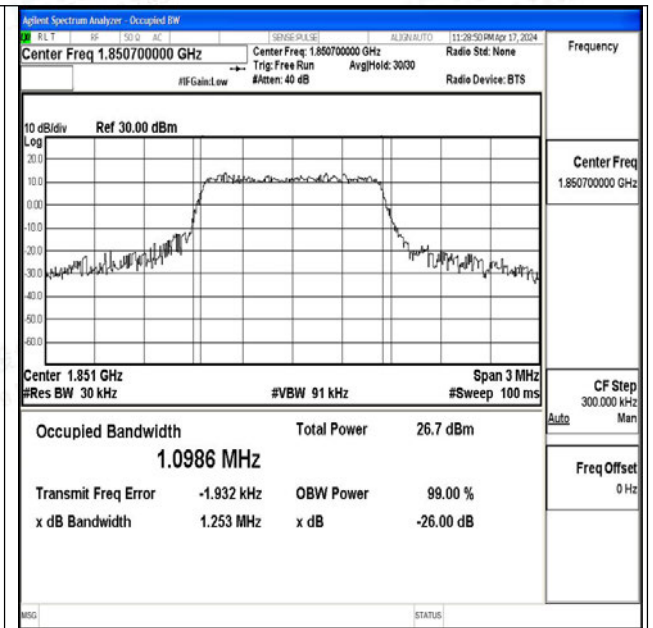 Agilent Spectrum Analyzer - Occupied BW
RLT RF 50 Ω AC SENSE:PULSE ALIGN AUTO 11:28:50 PM Apr 17, 2024
Center Freq 1.850700000 GHz
Center Freq: 1.850700000 GHz
Radio Std: None
Trig: Free Run Avg|Hold: 30/30
#IFGain:Low
#Atten: 40 dB
Radio Device: BTS
10 dB/div Ref 30.00 dBm
Log
20.0
10.0
0.00
-10.0
-20.0
-30.0
-40.0
-50.0
-60.0
Center 1.851 GHz
Span 3 MHz
#Res BW 30 kHz
#VBW 91 kHz
#Sweep 100 ms
Occupied Bandwidth
Total Power 26.7 dBm
1.0986 MHz
Transmit Freq Error -1.932 kHz
OBW Power 99.00 %
x dB Bandwidth 1.253 MHz
x dB -26.00 dB
MSG
STATUS
Frequency
Center Freq
1.850700000 GHz
CF Step
300.000 kHz
Auto Man
Freq Offset
0 Hz